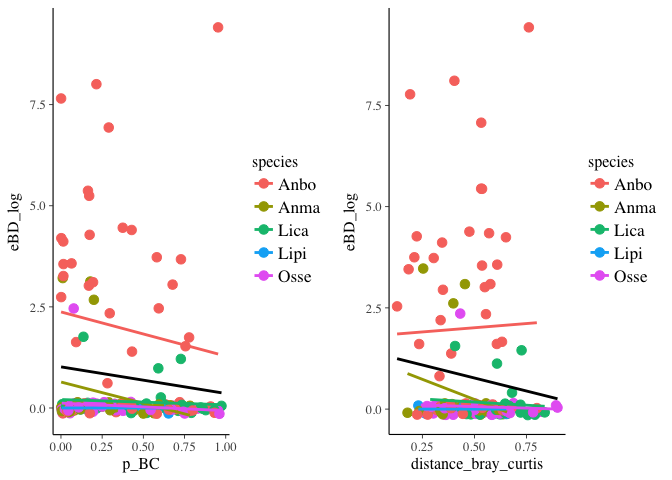 eBD_log
7.5
5.0
2.5
0.0
0.00
0.25
0.50
0.75
1.00
p_BC
species
Anbo
Anma
Lica
Lipi
Osse
eBD_log
7.5
5.0
2.5
0.0
0.25
0.50
0.75
distance_bray_curtis
species
Anbo
Anma
Lica
Lipi
Osse